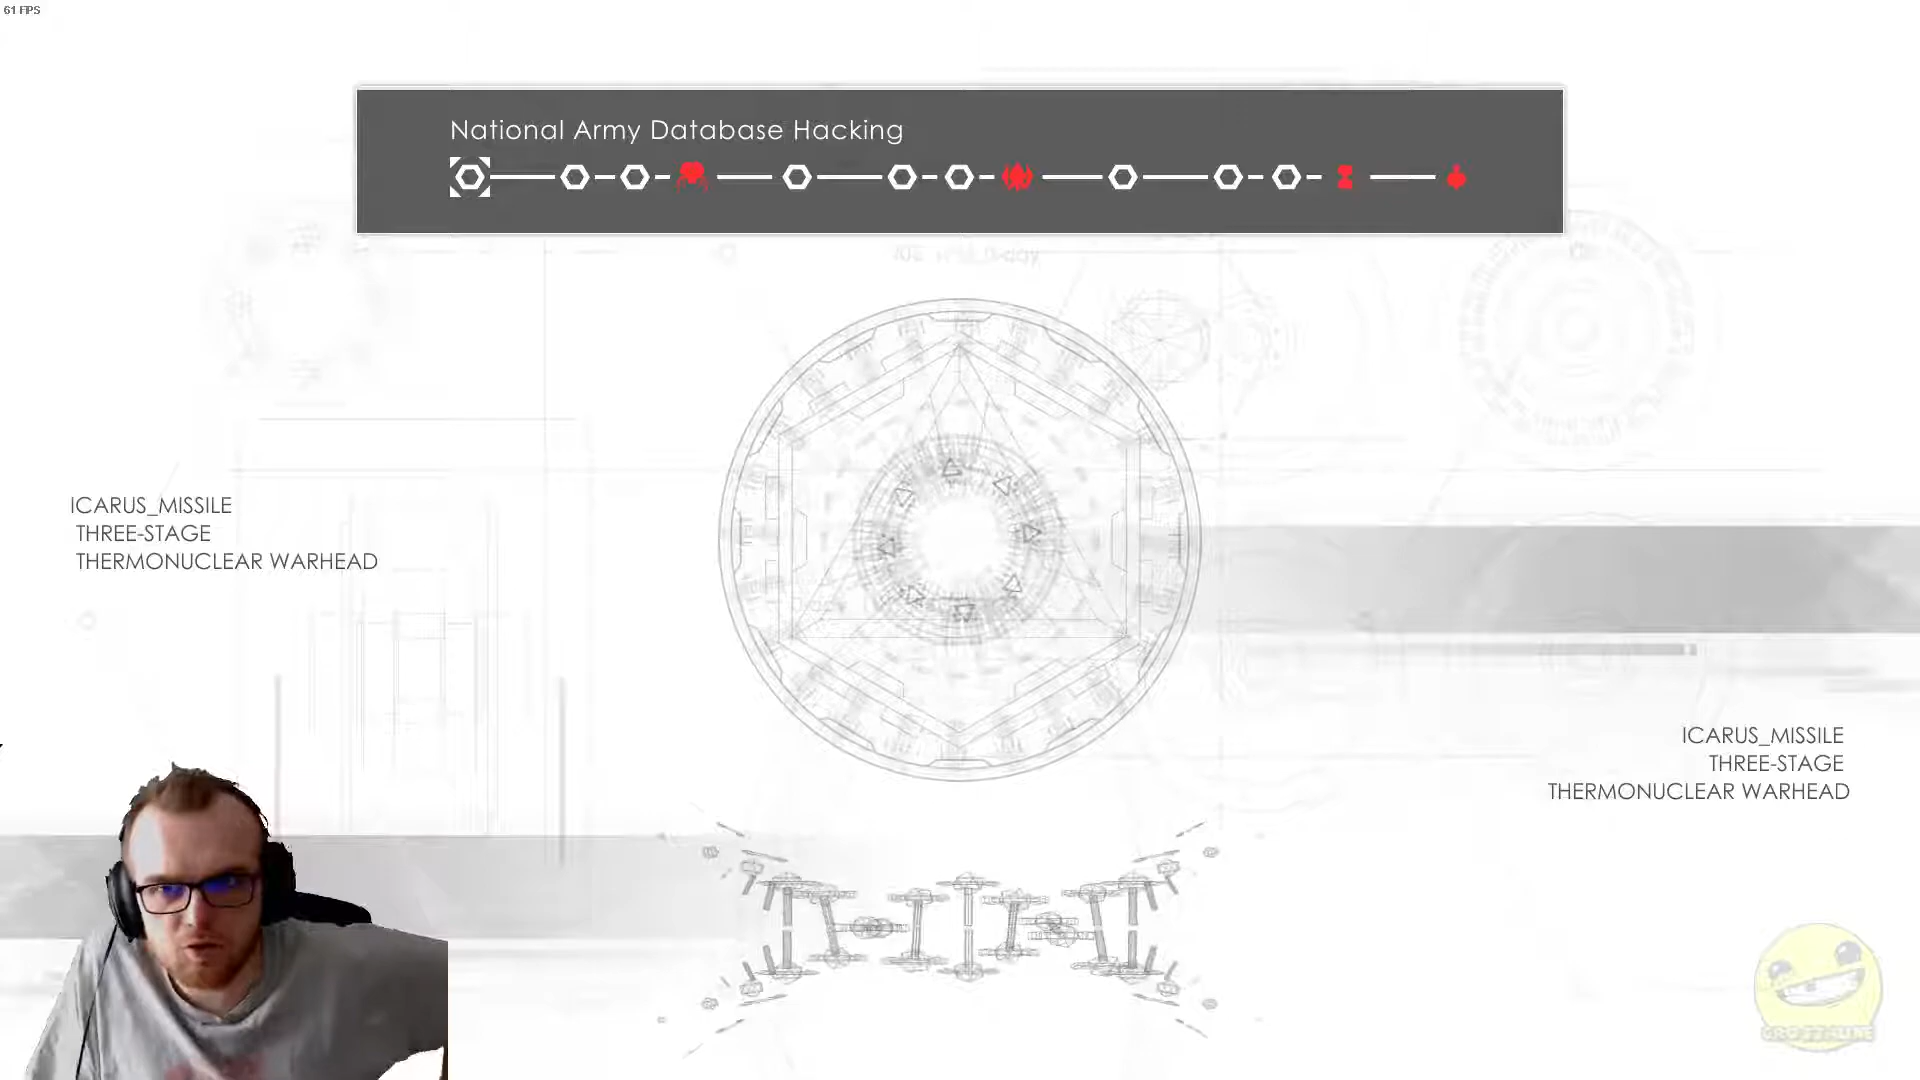 61 FPS
National Army Database Hacking
ICARUS_MISSILE
THREE-STAGE
THERMONUCLEAR WARHEAD
ICARUS_MISSILE
THREE-STAGE
THERMONUCLEAR WARHEAD